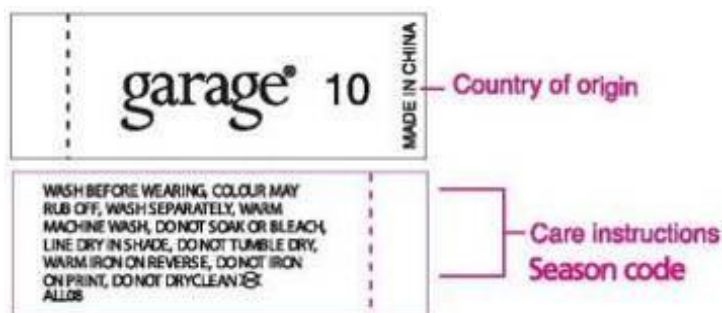 garage® 10
MADE IN CHINA
Country of origin
WASH BEFORE WEARING, COLOUR MAY
RUB OFF, WASH SEPARATELY, WARM
MACHINE WASH, DO NOT SOAK OR BLEACH,
LINE DRY IN SHADE, DO NOT TUMBLE DRY,
WARM IRON ON REVERSE, DO NOT IRON
ON PRINT, DO NOT DRYCLEAN
ALL08
Care instructions
Season code